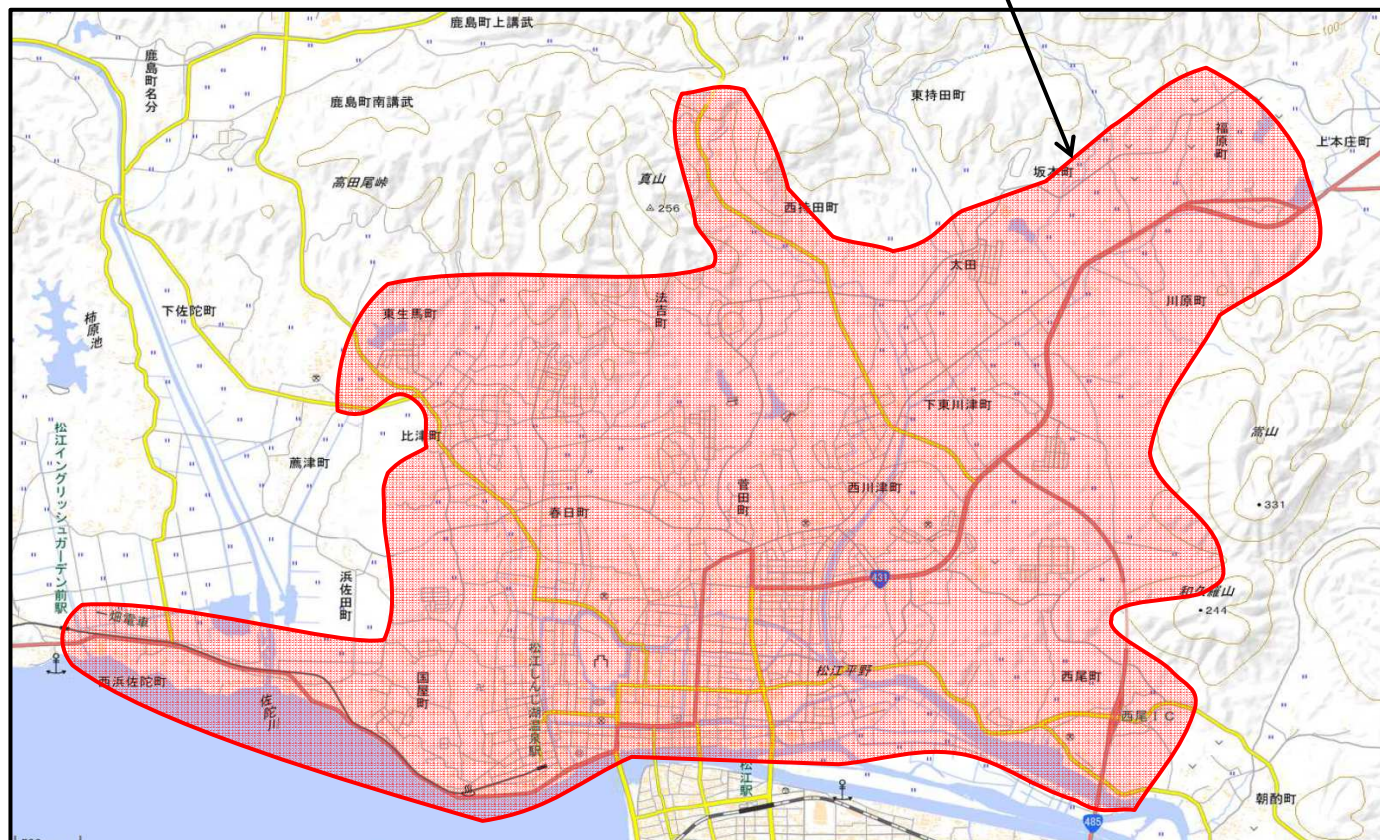 鹿島町上講武
鹿島町名分
鹿島町南講武
東持田町
100
福原町
上本庄町
坂本町
高田尾峠
真山
256
西持田町
太田
川原町
下佐陀町
柿原池
東生馬町
法吉町
下東川津町
嵩山
比津町
薦津町
松江イングリッシュガーデン前駅
菅田町
西川津町
春日町
331
431
浜佐田町
和久羅山
244
一畑電車
西浜佐陀町
佐陀川
国屋町
松江しんじ湖温泉駅
松江平野
西尾町
西尾IC
松江駅
朝酌町
485